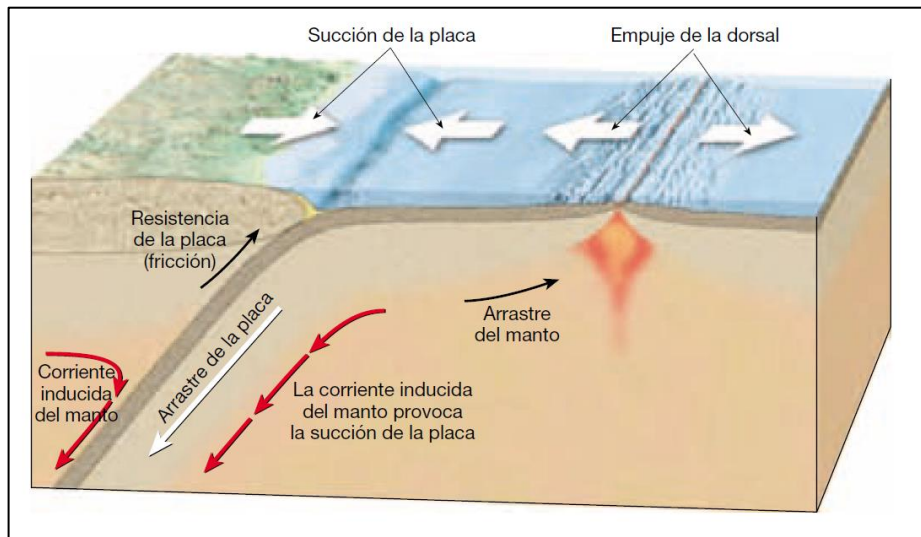 Succión de la placa
Empuje de la dorsal
Resistencia
de la placa
(fricción)
Arrastre de la placa
Arrastre
del manto
Corriente
inducida
del manto
La corriente inducida
del manto provoca
la succión de la placa